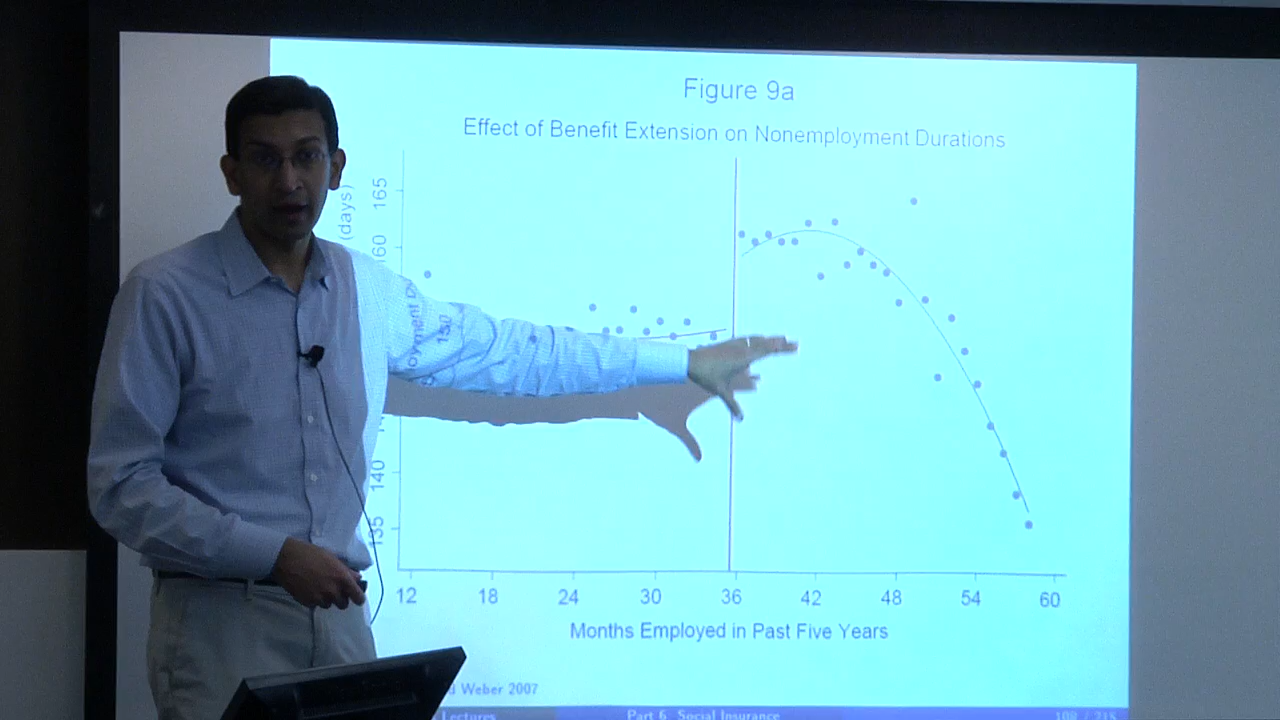 Figure 9a
Effect of Benefit Extension on Nonemployment Durations
(days)
165
160
150
140
135
12 18 24 30 36 42 48 54 60
Months Employed in Past Five Years
Weber 2007
Lectures
Part 6 Social Insurance